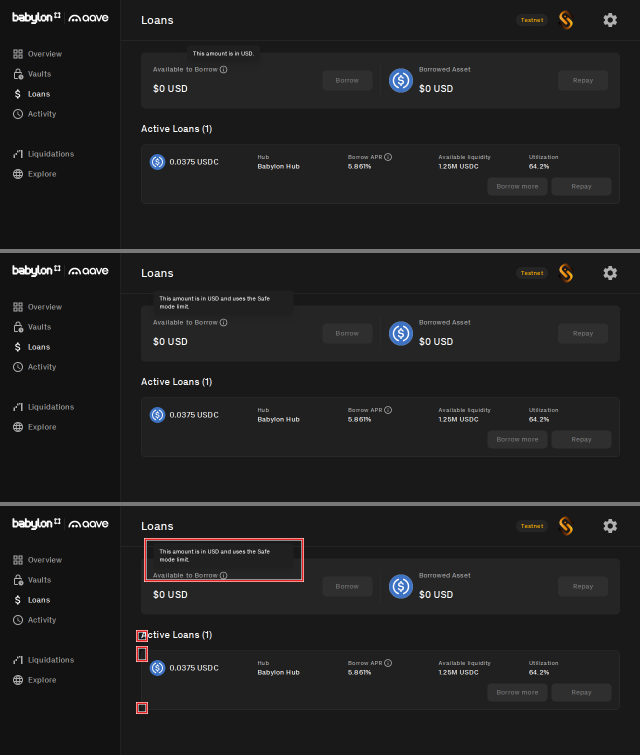 babylon aave
Loans
Testnet
Overview
Vaults
Loans
Activity
Liquidations
Explore
This amount is in USD.
Available to Borrow
$0 USD
Borrow
Borrowed Asset
$0 USD
Repay
Active Loans (1)
0.0375 USDC
Hub
Babylon Hub
Borrow APR
5.861%
Available liquidity
1.25M USDC
Utilization
64.2%
Borrow more
Repay
babylon aave
Loans
Testnet
Overview
Vaults
Loans
Activity
Liquidations
Explore
This amount is in USD and uses the Safe
mode limit.
Available to Borrow
$0 USD
Borrow
Borrowed Asset
$0 USD
Repay
Active Loans (1)
0.0375 USDC
Hub
Babylon Hub
Borrow APR
5.861%
Available liquidity
1.25M USDC
Utilization
64.2%
Borrow more
Repay
babylon aave
Loans
Testnet
Overview
Vaults
Loans
Activity
Liquidations
Explore
This amount is in USD and uses the Safe
mode limit.
Available to Borrow
$0 USD
Borrow
Borrowed Asset
$0 USD
Repay
Active Loans (1)
0.0375 USDC
Hub
Babylon Hub
Borrow APR
5.861%
Available liquidity
1.25M USDC
Utilization
64.2%
Borrow more
Repay